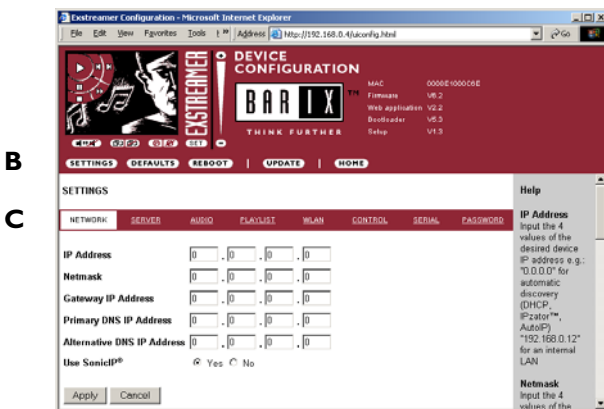 Exstreamer Configuration - Microsoft Internet Explorer
File Edit View Favorites Tools Address http://192.168.0.4/uiconfig.html Go
EXSTREAMER
DEVICE
CONFIGURATION
BARIX TM
THINK FURTHER
MAC 0008E1000C6E
Firmware V8.2
Web application V2.2
Bootloader V5.3
Setup V1.3
SET
B
SETTINGS DEFAULTS REBOOT | UPDATE | HOME
SETTINGS
Help
C
NETWORK SERVER AUDIO PLAYLIST WLAN CONTROL SERIAL PASSWORD
IP Address 0 . 0 . 0 . 0
Netmask 0 . 0 . 0 . 0
Gateway IP Address 0 . 0 . 0 . 0
Primary DNS IP Address 0 . 0 . 0 . 0
Alternative DNS IP Address 0 . 0 . 0 . 0
Use SonicIP® Yes No
Apply Cancel
IP Address
Input the 4
values of the
desired device
IP address e.g.:
"0.0.0.0" for
automatic
discovery
(DHCP,
IPzator™,
AutoIP)
"192.168.0.12"
for an internal
LAN
Netmask
Input the 4
values of the